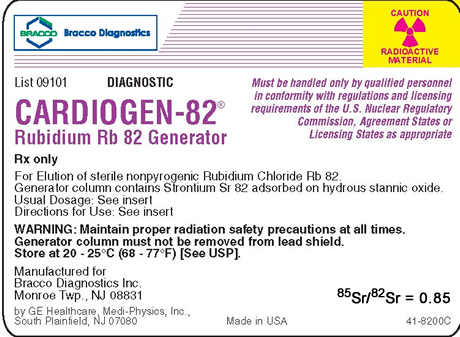 BRACCO
Bracco Diagnostics
CAUTION
RADIOACTIVE
MATERIAL
List 09101 DIAGNOSTIC
CARDIOGEN-82®
Rubidium Rb 82 Generator
Must be handled only by qualified personnel
in conformity with regulations and licensing
requirements of the U.S. Nuclear Regulatory
Commission, Agreement States or
Licensing States as appropriate
Rx only
For Elution of sterile nonpyrogenic Rubidium Chloride Rb 82.
Generator column contains Strontium Sr 82 adsorbed on hydrous stannic oxide.
Usual Dosage: See insert
Directions for Use: See insert
WARNING: Maintain proper radiation safety precautions at all times.
Generator column must not be removed from lead shield.
Store at 20 - 25°C (68 - 77°F) [See USP].
Manufactured for
Bracco Diagnostics Inc.
Monroe Twp., NJ 08831
by GE Healthcare, Medi-Physics, Inc.,
South Plainfield, NJ 07080
Made in USA
⁸⁵Sr/⁸²Sr = 0.85
41-8200C